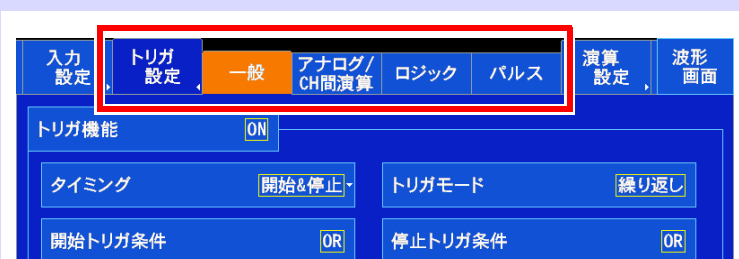 入力
設定
トリガ
設定
一般
アナログ/
CH間演算
ロジック
パルス
演算
設定
波形
画面
トリガ機能 ON
タイミング 開始&停止
トリガモード 繰り返し
開始トリガ条件 OR
停止トリガ条件 OR